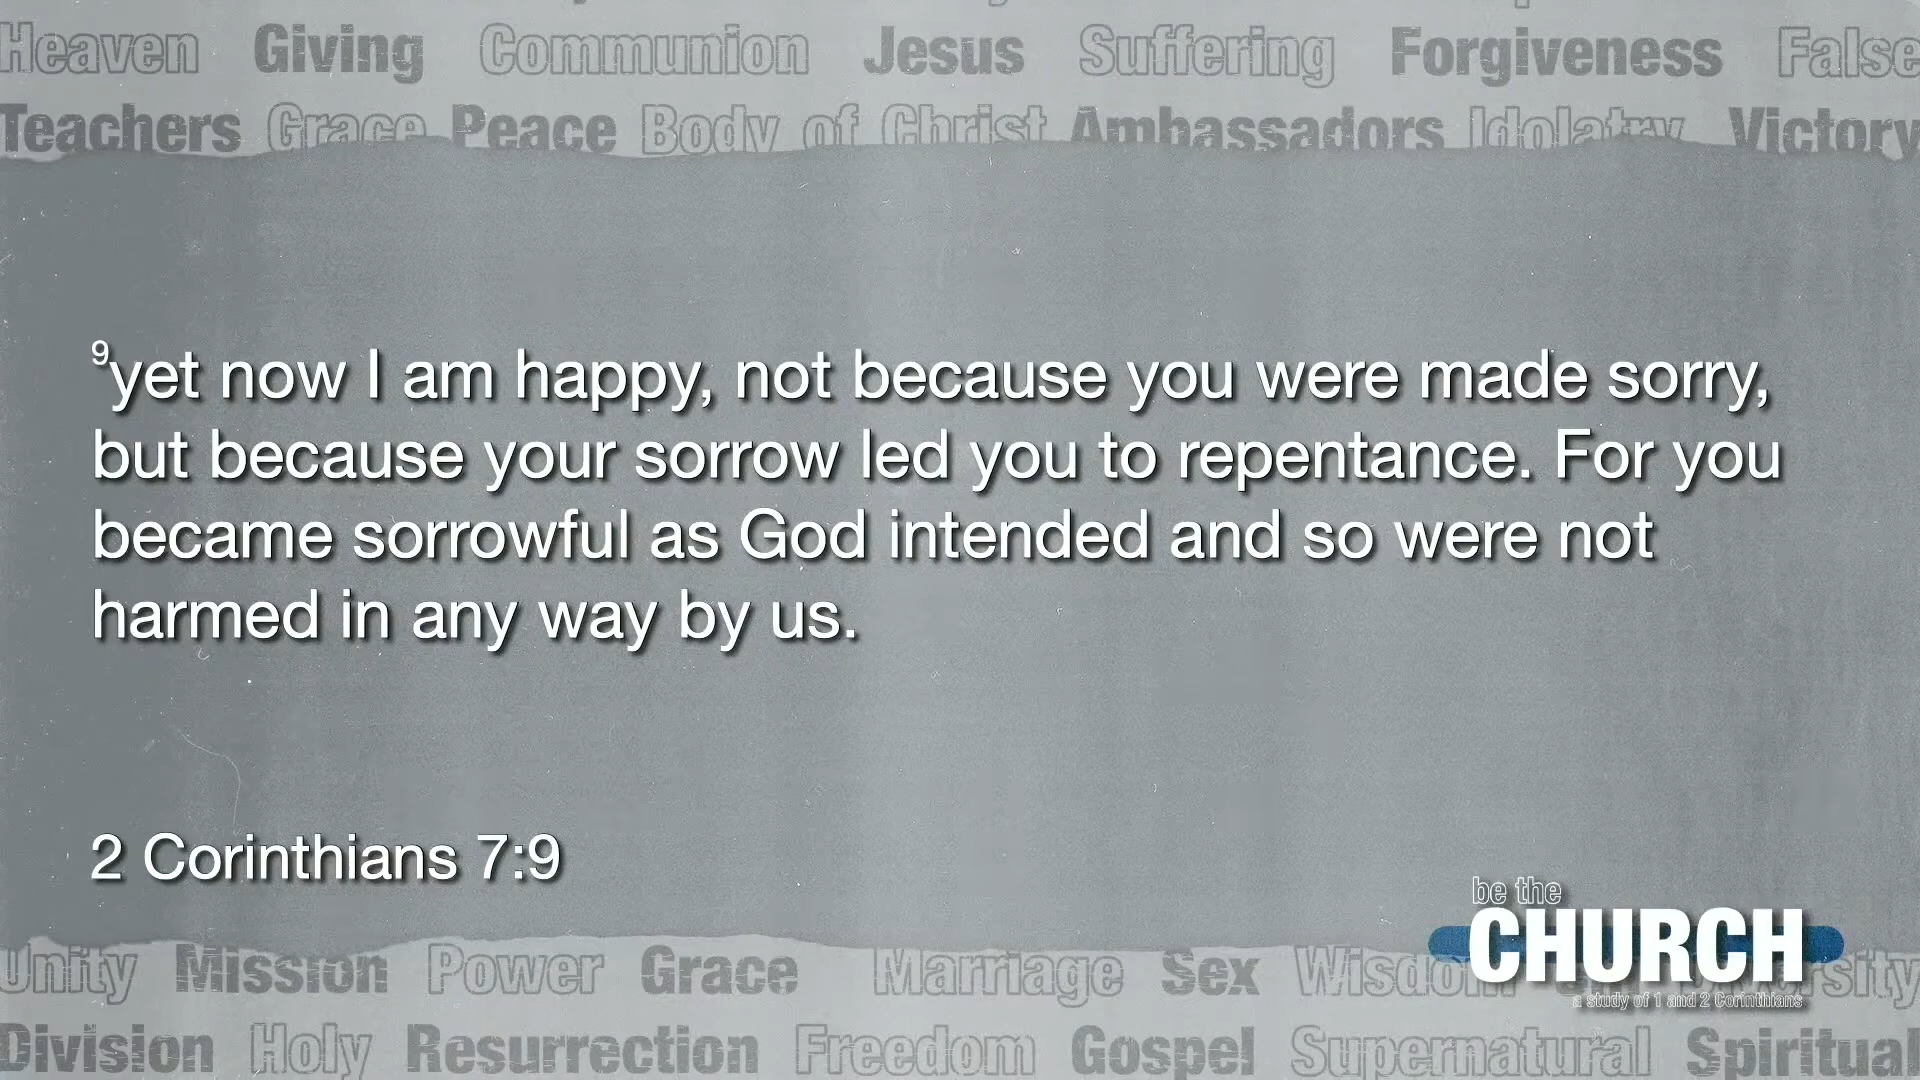 Heaven Giving Communion Jesus Suffering Forgiveness False
Teachers Grace Peace Body of Christ Ambassadors Idolatry Victory
9yet now I am happy, not because you were made sorry,
but because your sorrow led you to repentance. For you
became sorrowful as God intended and so were not
harmed in any way by us.
2 Corinthians 7:9
be the
CHURCH
a study of 1 and 2 Corinthians
Unity Mission Power Grace Marriage Sex
Division Holy Resurrection Freedom Gospel Supernatural Spiritual